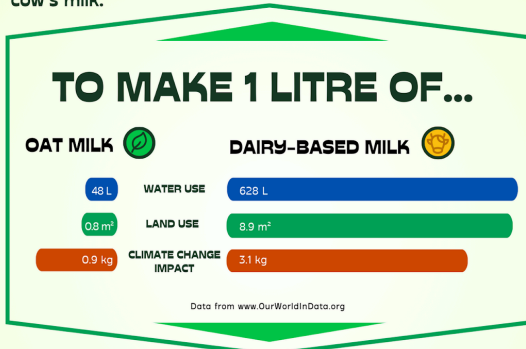 cow's milk.
TO MAKE 1 LITRE OF...
OAT MILK DAIRY-BASED MILK
48 L WATER USE 628 L
0.8 m² LAND USE 8.9 m²
0.9 kg CLIMATE CHANGE IMPACT 3.1 kg
Data from www.OurWorldInData.org